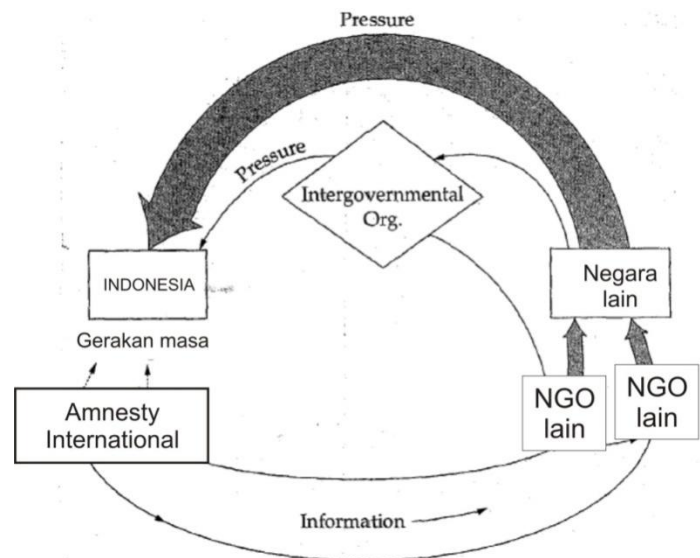 Pressure
Pressure
Intergovernmental
Org.
INDONESIA
Negara
lain
Gerakan masa
Amnesty
International
NGO
lain
NGO
lain
Information